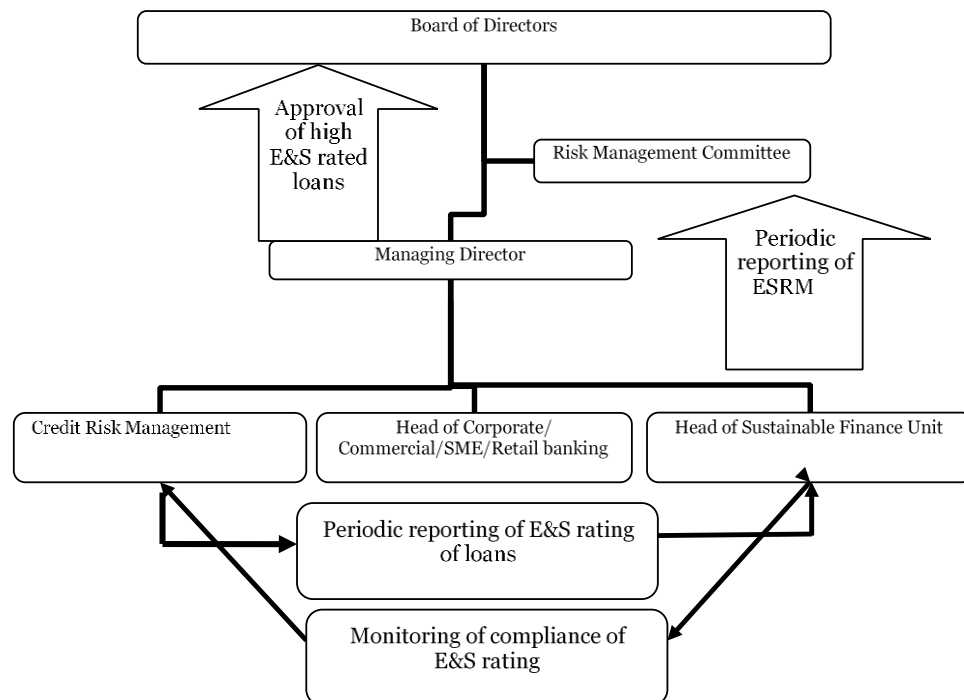 Board of Directors
Approval
of high
E&S rated
loans
Risk Management Committee
Periodic
reporting of
ESRM
Managing Director
Credit Risk Management
Head of Corporate/
Commercial/SME/Retail banking
Head of Sustainable Finance Unit
Periodic reporting of E&S rating
of loans
Monitoring of compliance of
E&S rating